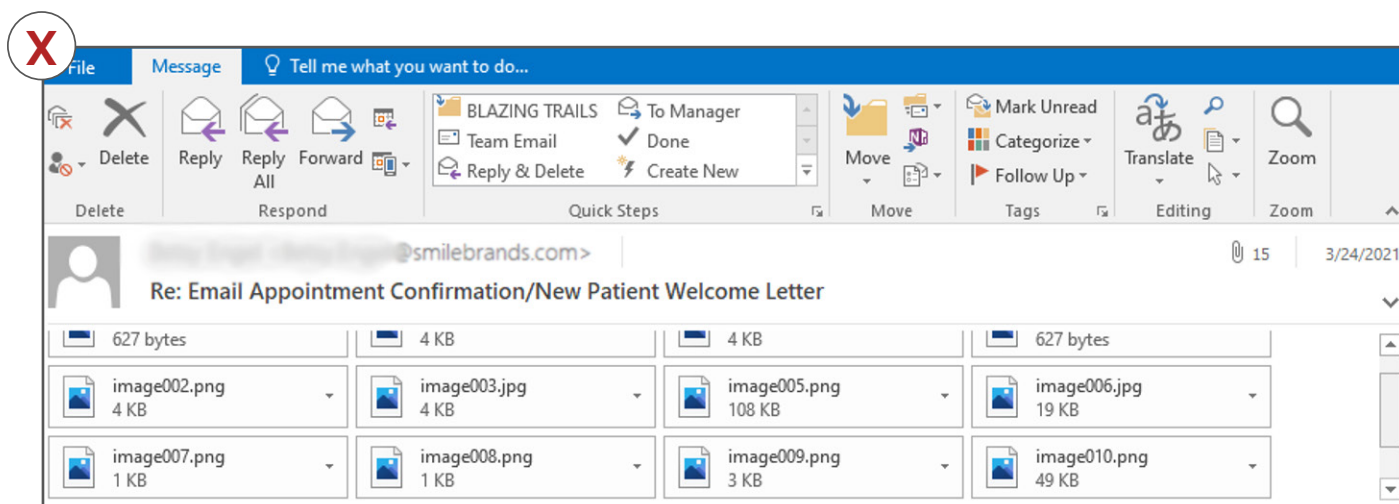 X
File Message Tell me what you want to do...
BLAZING TRAILS To Manager
Team Email Done
Reply & Delete Create New
Delete Reply Reply All Forward
Move
Mark Unread
Categorize
Follow Up
Translate
Zoom
Delete Respond Quick Steps Move Tags Editing Zoom
@smilebrands.com> 15 3/24/2021
Re: Email Appointment Confirmation/New Patient Welcome Letter
627 bytes 4 KB 4 KB 627 bytes
image002.png image003.jpg image005.png image006.jpg
4 KB 4 KB 108 KB 19 KB
image007.png image008.png image009.png image010.png
1 KB 1 KB 3 KB 49 KB